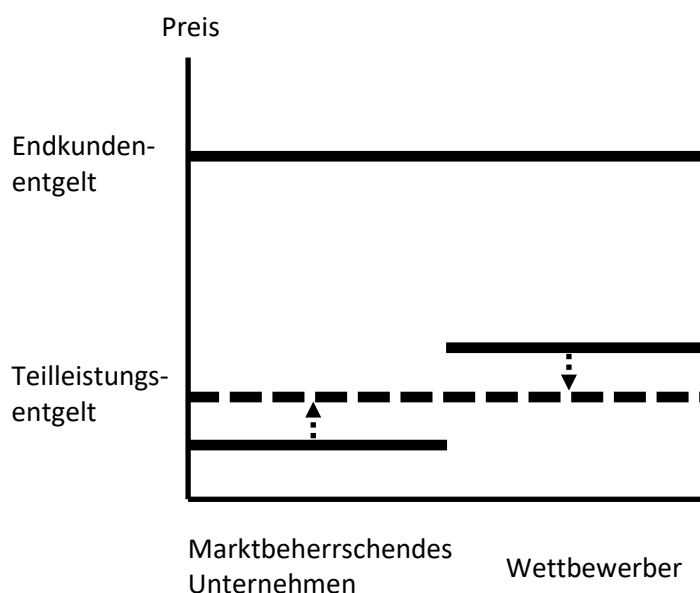 Preis
Endkunden-
entgelt
Teilleistungs-
entgelt
Marktbeherrschendes
Unternehmen
Wettbewerber